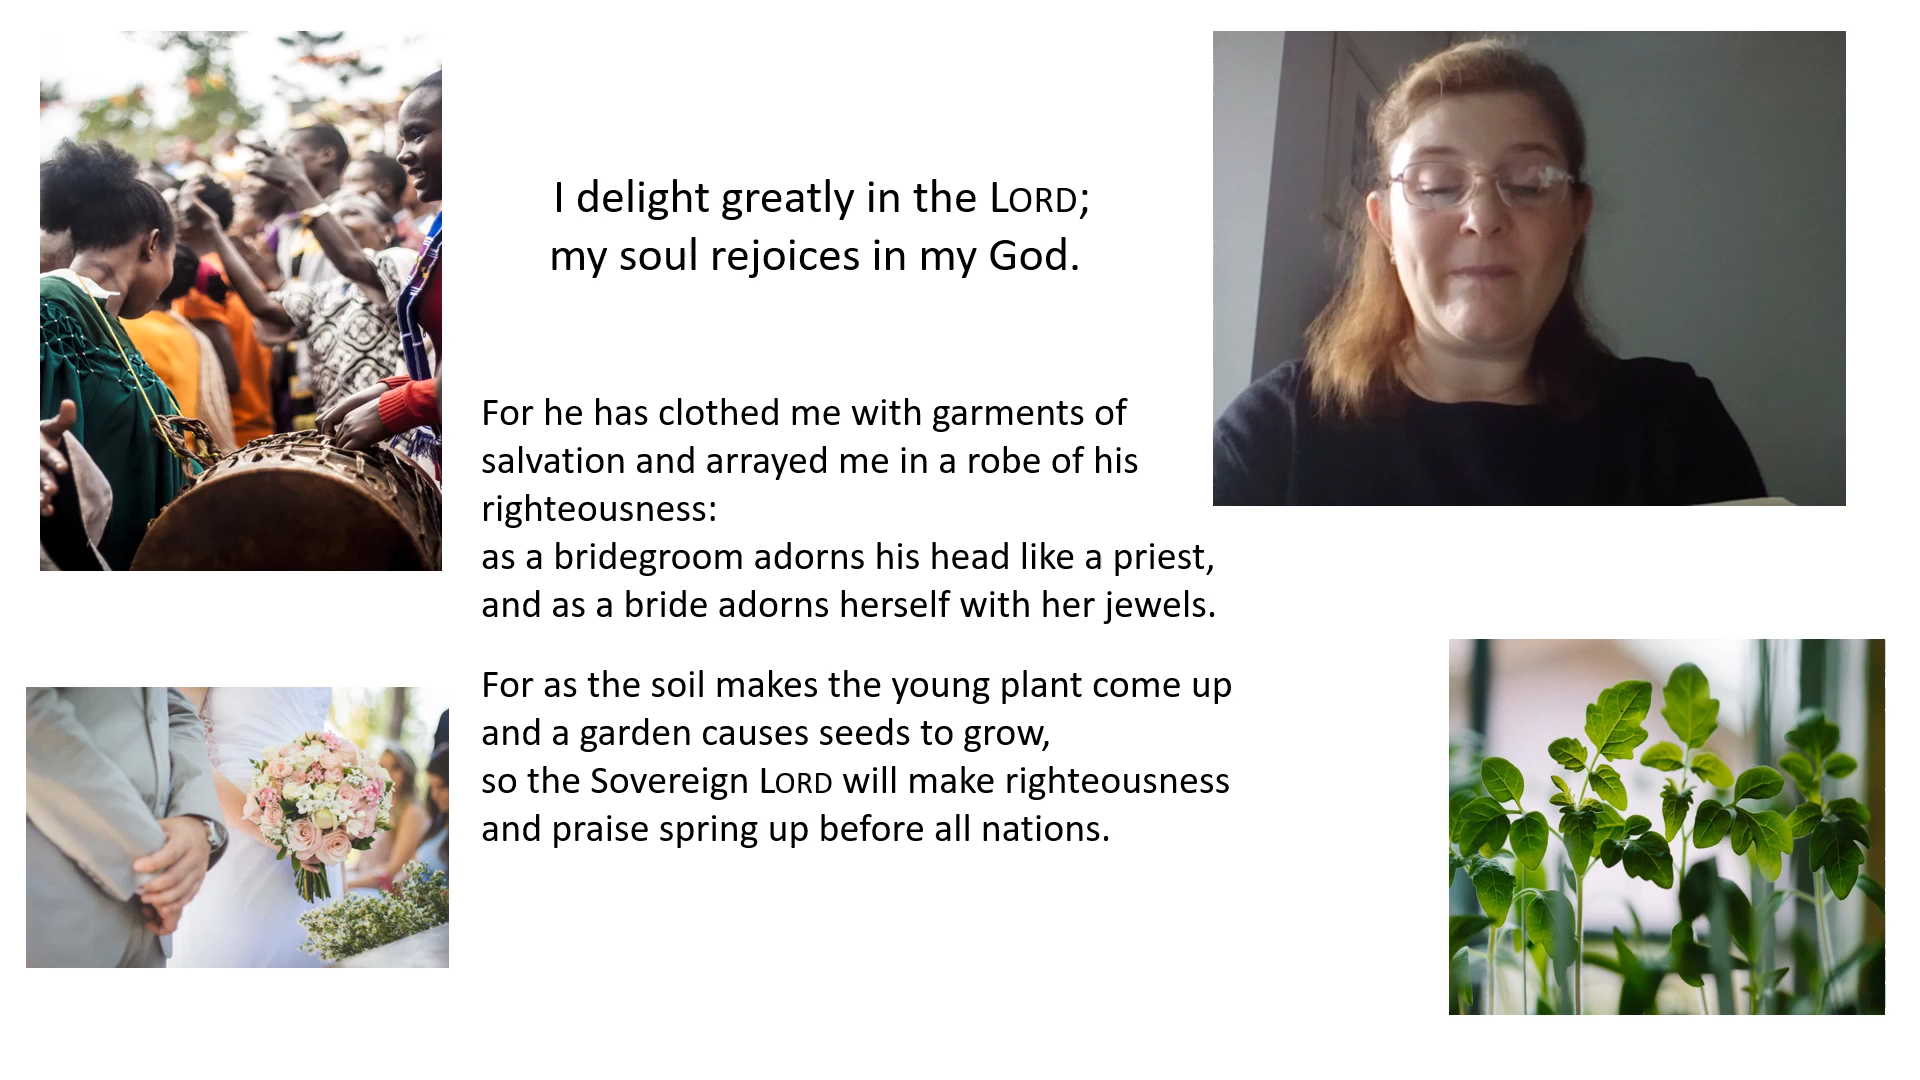 I delight greatly in the LORD;
my soul rejoices in my God.
For he has clothed me with garments of
salvation and arrayed me in a robe of his
righteousness:
as a bridegroom adorns his head like a priest,
and as a bride adorns herself with her jewels.
For as the soil makes the young plant come up
and a garden causes seeds to grow,
so the Sovereign LORD will make righteousness
and praise spring up before all nations.